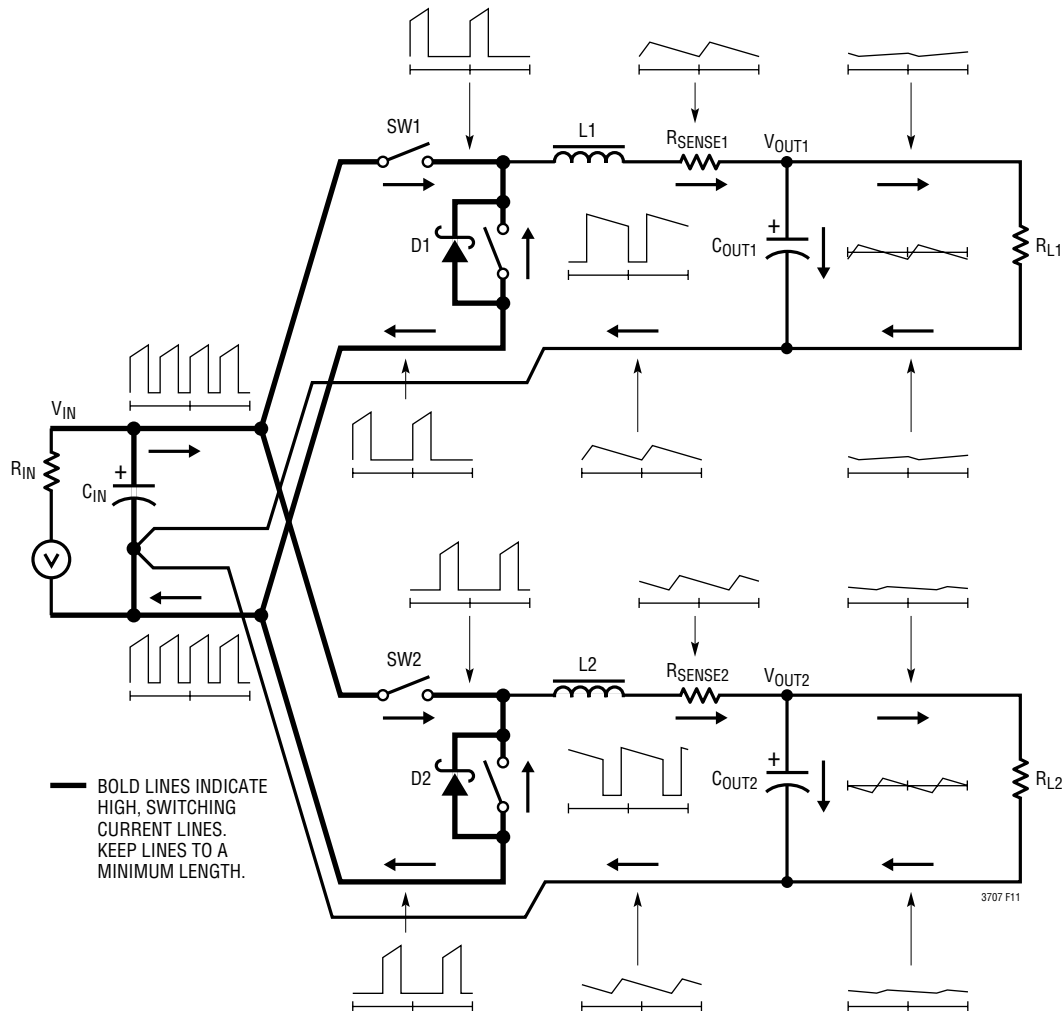 SW1
L1
RSENSE1
VOUT1
D1
COUT1
+
RL1
VIN
RIN
CIN
+
V
SW2
L2
RSENSE2
VOUT2
D2
COUT2
+
RL2
BOLD LINES INDICATE
HIGH, SWITCHING
CURRENT LINES.
KEEP LINES TO A
MINIMUM LENGTH.
3707 F11